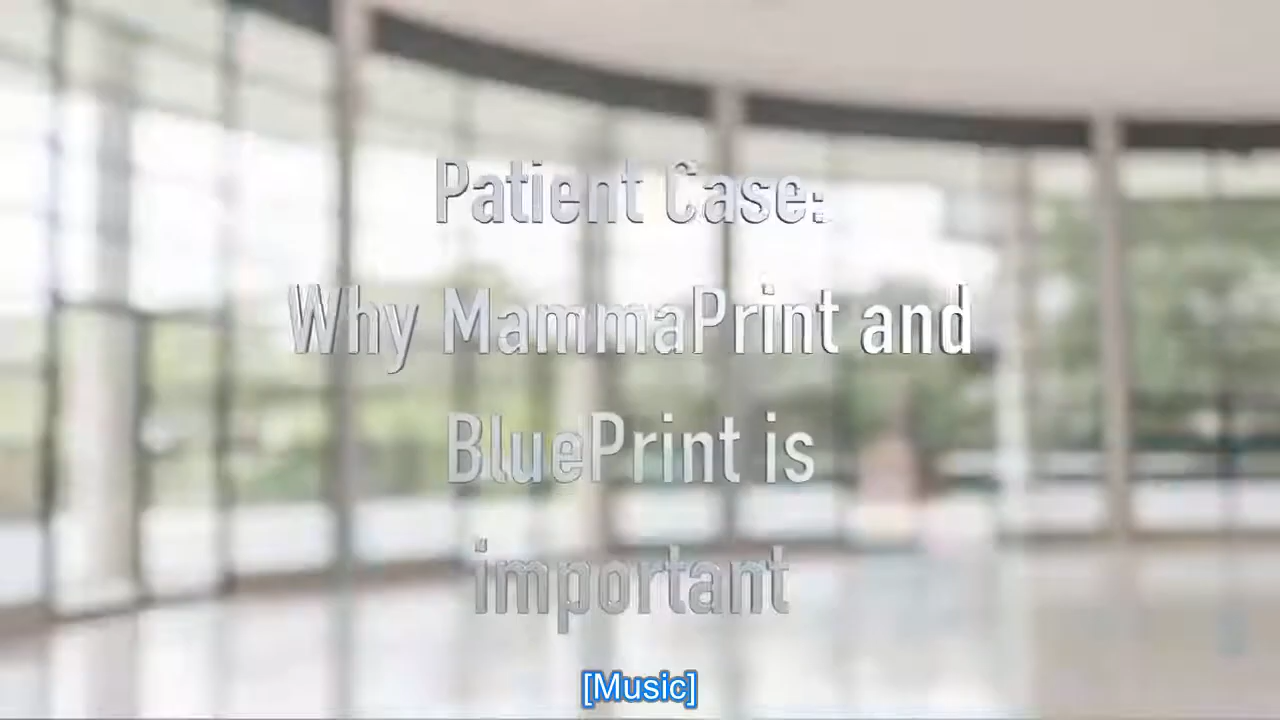 Patient Case:
Why MammaPrint and
BluePrint is
important
[Music]